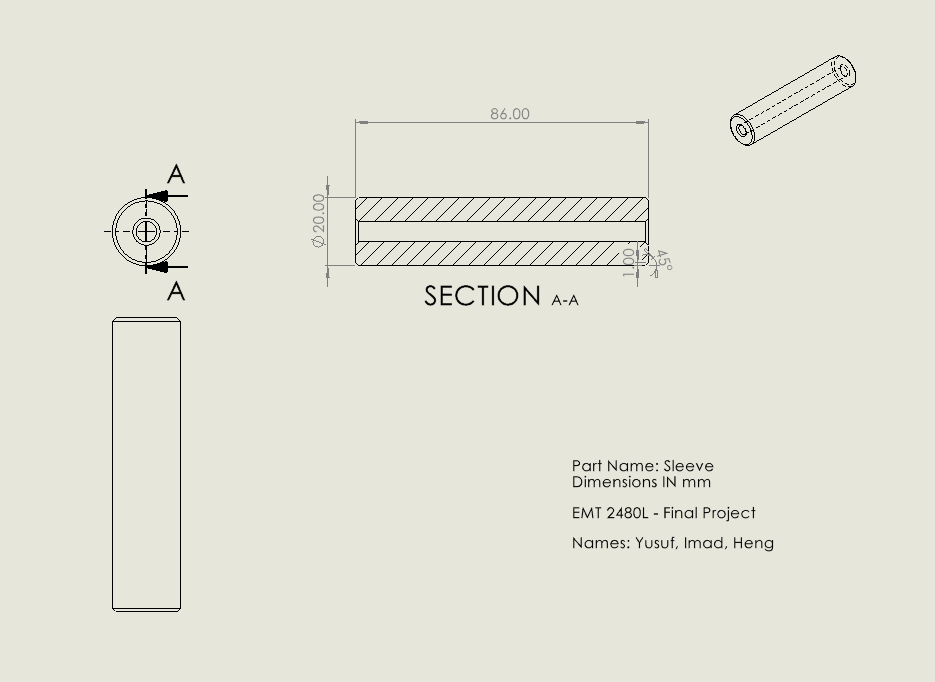 86.00
A
⌀20.00
1.00
45°
A
SECTION A-A
Part Name: Sleeve
Dimensions IN mm
EMT 2480L - Final Project
Names: Yusuf, Imad, Heng